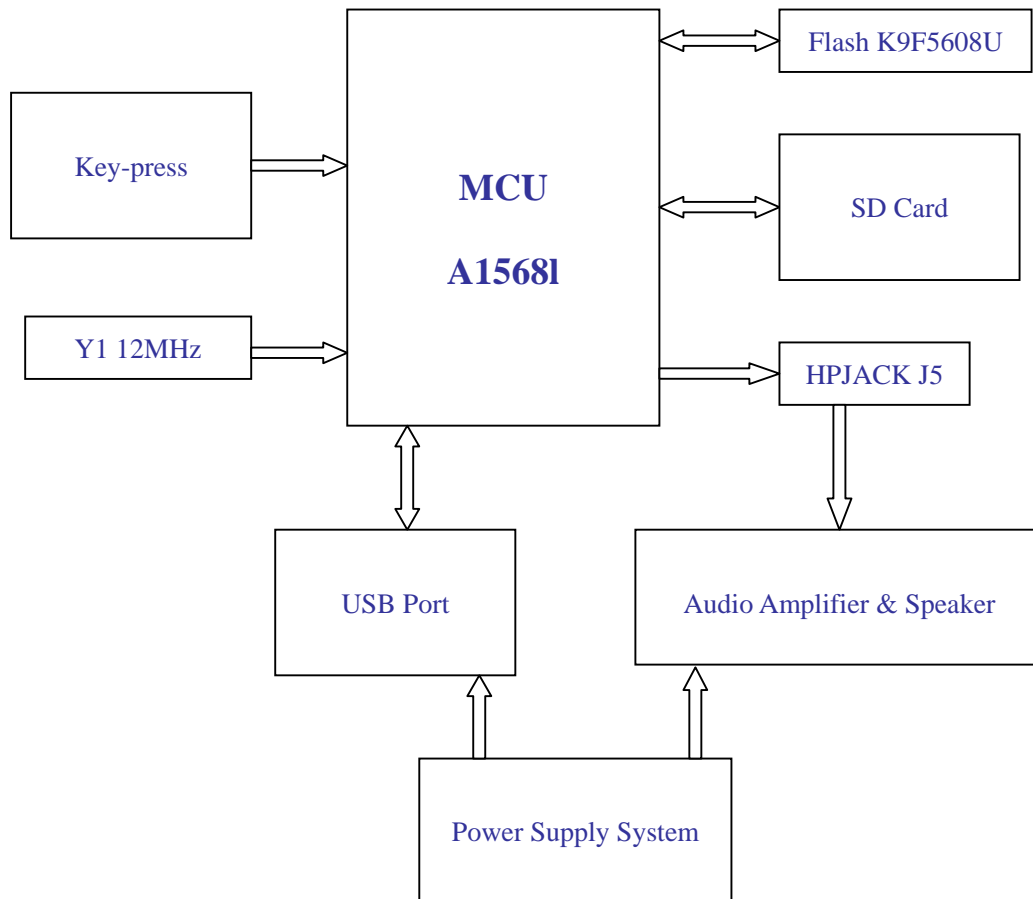 Flash K9F5608U
Key-press
MCU
A1568l
SD Card
Y1 12MHz
HPJACK J5
USB Port
Audio Amplifier & Speaker
Power Supply System